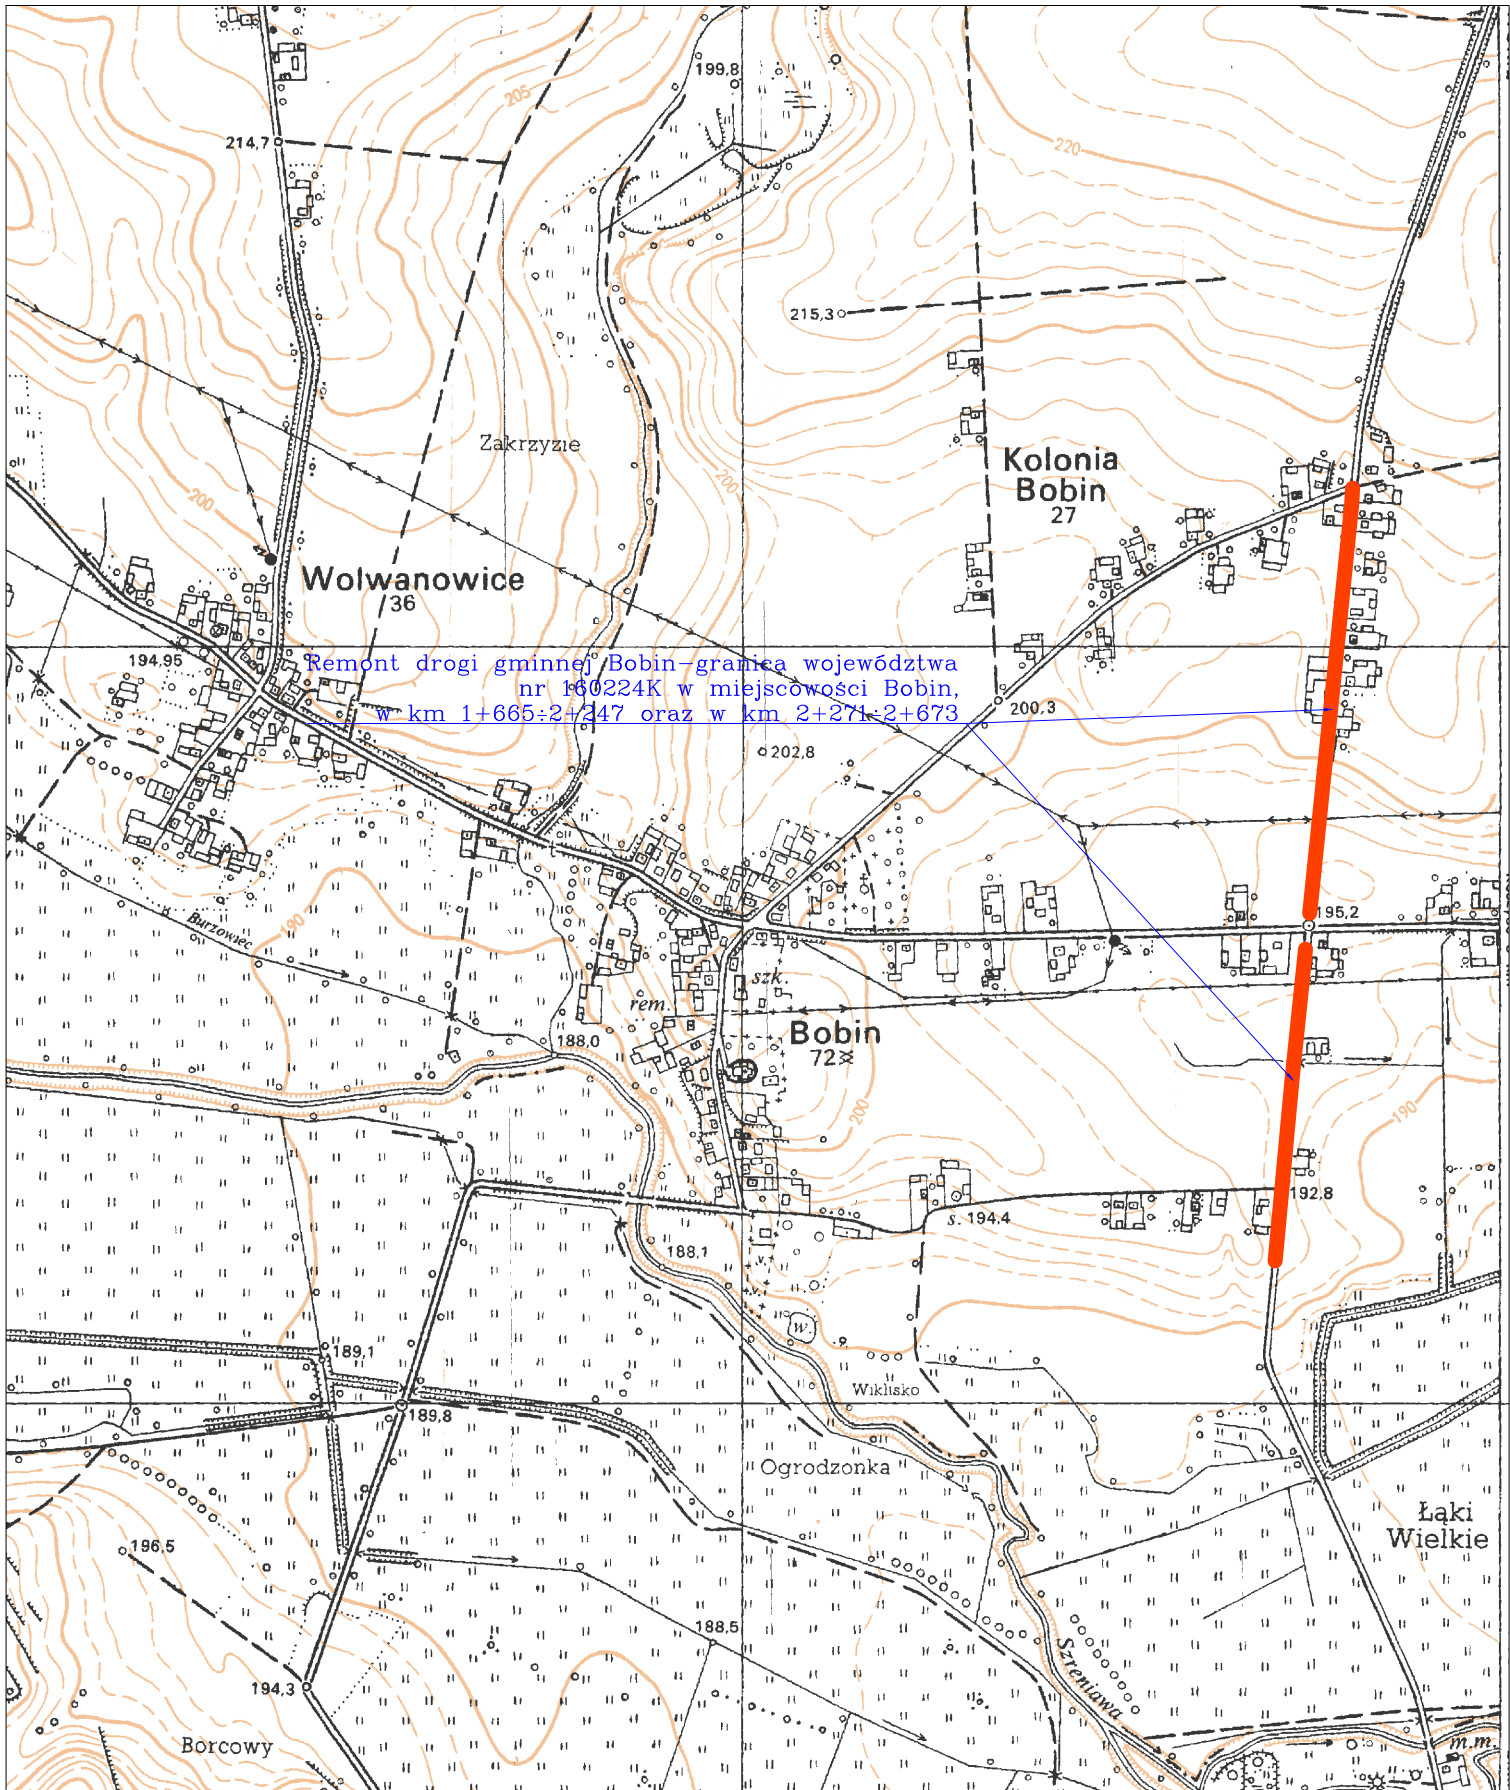 199,8
205
214,7
220
215,3
Zakrzyzie
200
200
Kolonia
Bobin
27
Wolwanowice
36
194,95
Remont drogi gminnej Bobin-granica województwa
nr 160224K w miejscowości Bobin,
w km 1+665÷2+247 oraz w km 2+271÷2+673
200,3
202,8
190
Burzowiec
195,2
szk.
rem.
Bobin
72
188,0
200
190
192,8
s. 194,4
188,1
w.
189,1
Wiklisko
189,8
Ogrodzonka
Łąki
Wielkie
196,5
188,5
Szreniawa
194,3
Borcowy
m.m.